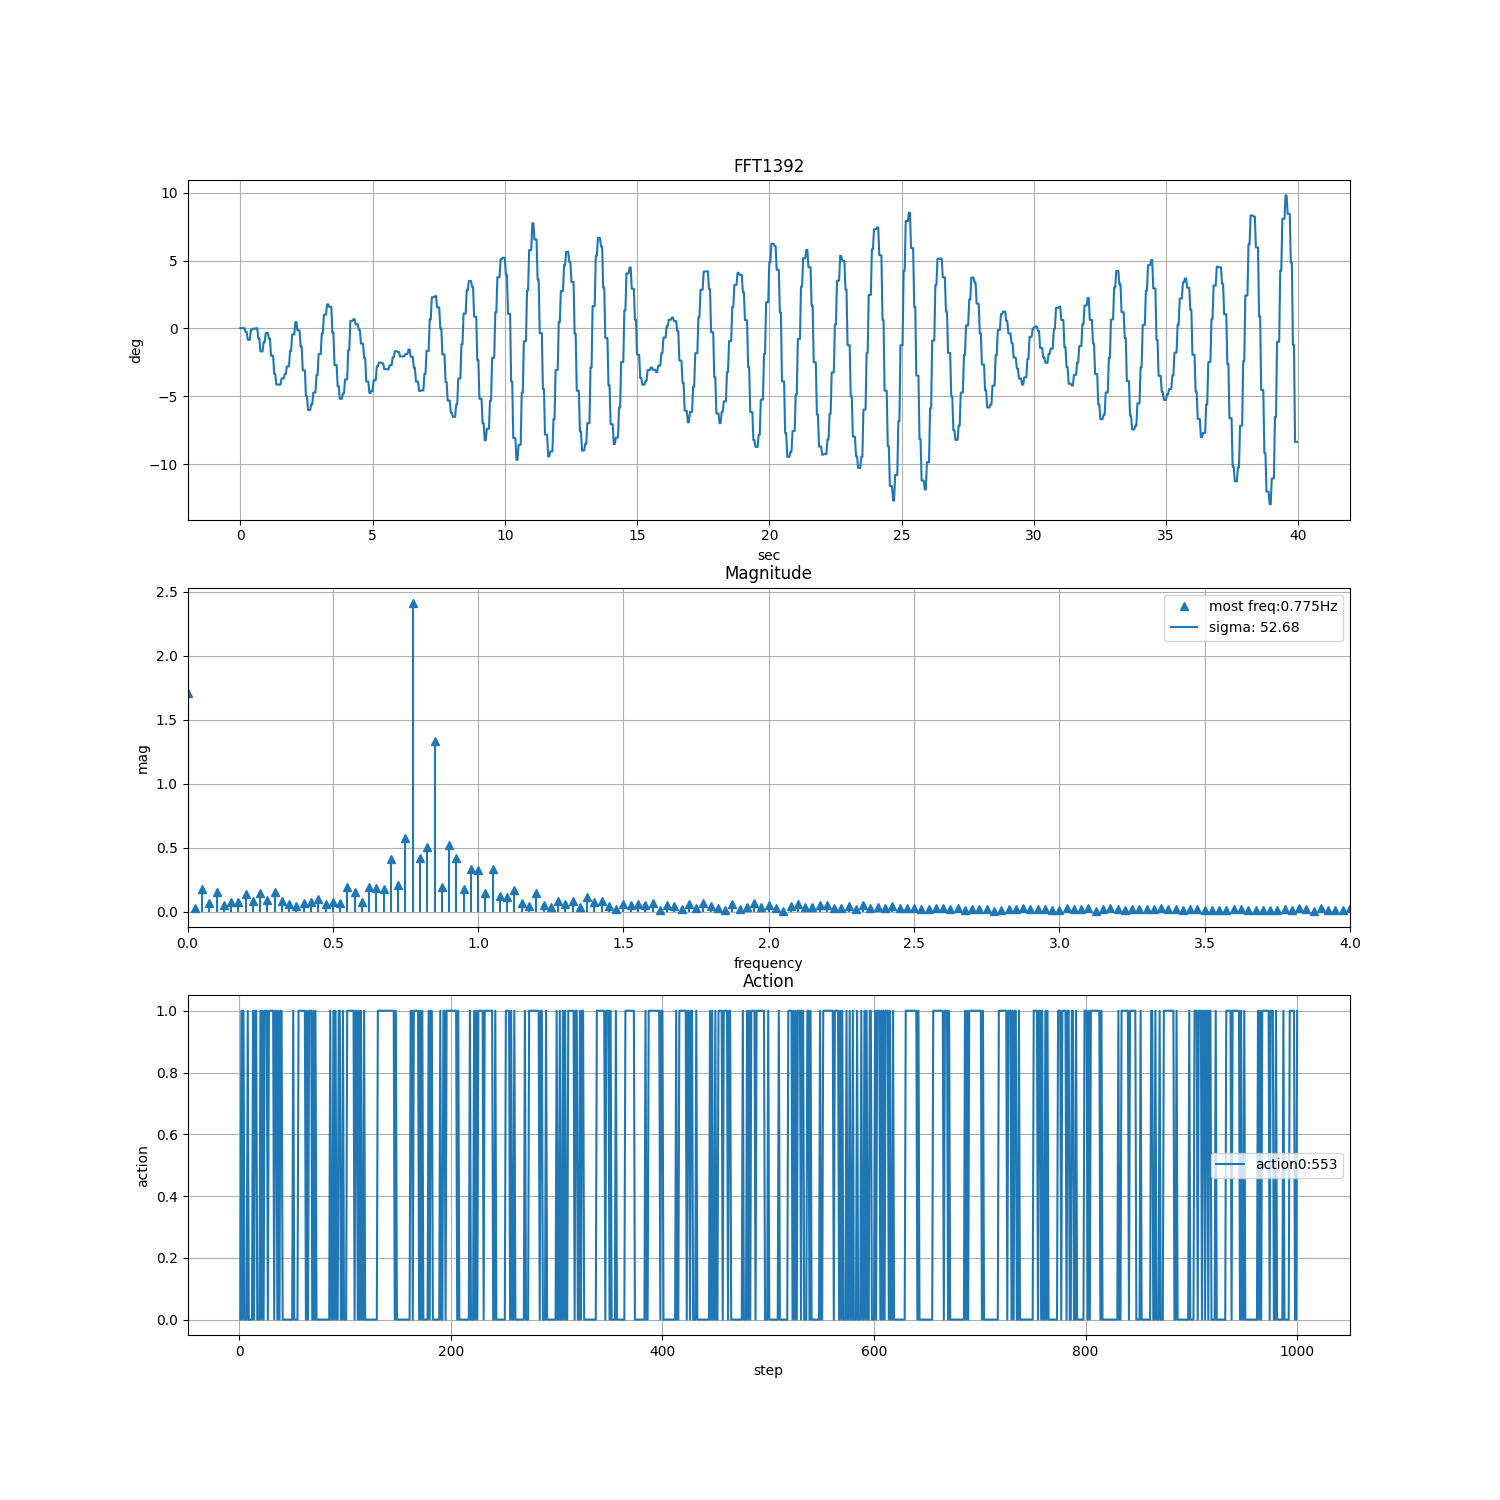 FFT1392
10
5
0
−5
−10
deg
0 5 10 15 20 25 30 35 40
sec
Magnitude
2.5
2.0
1.5
1.0
0.5
0.0
mag
most freq:0.775Hz
sigma: 52.68
0.0 0.5 1.0 1.5 2.0 2.5 3.0 3.5 4.0
frequency
Action
1.0
0.8
0.6
0.4
0.2
0.0
action
action0:553
0 200 400 600 800 1000
step